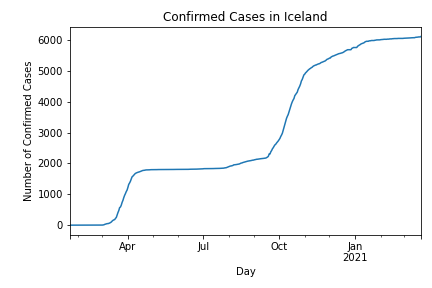 Confirmed Cases in Iceland
Number of Confirmed Cases
6000
5000
4000
3000
2000
1000
0
Apr
Jul
Oct
Jan
2021
Day